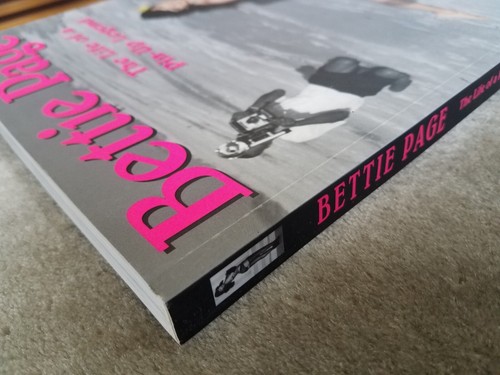 Bettie Page
The Life of a
Pin-Up Legend
BETTIE PAGE
The Life of a